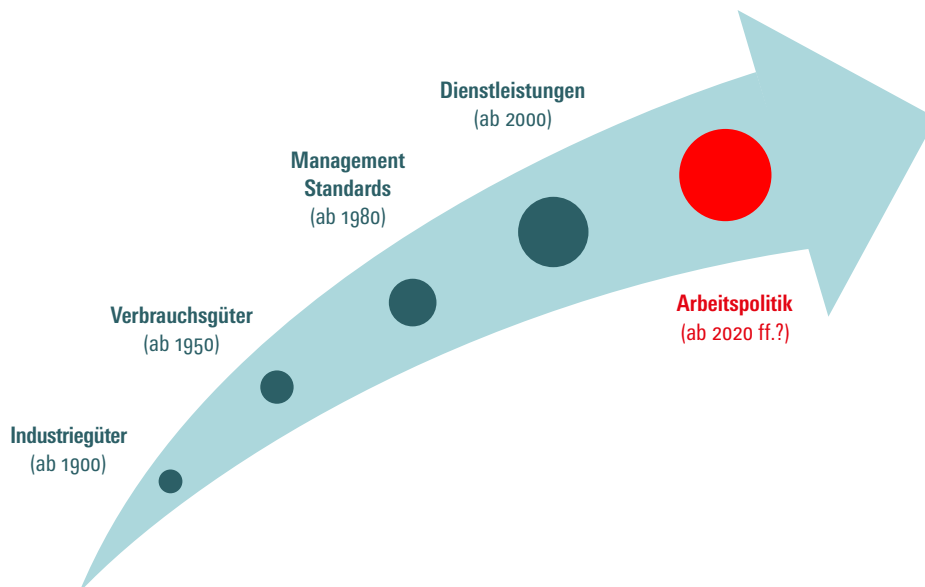 Dienstleistungen
(ab 2000)
Management
Standards
(ab 1980)
Verbrauchsgüter
(ab 1950)
Arbeitspolitik
(ab 2020 ff.?)
Industriegüter
(ab 1900)